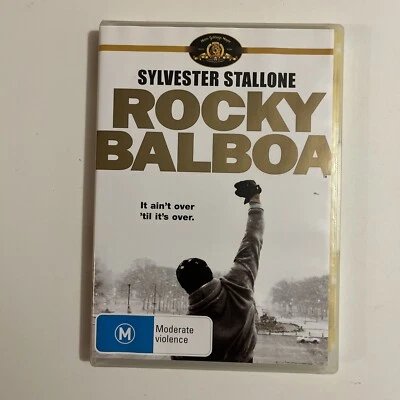 SYLVESTER STALLONE
ROCKY
BALBOA
It ain't over
'til it's over.
M
Moderate
violence